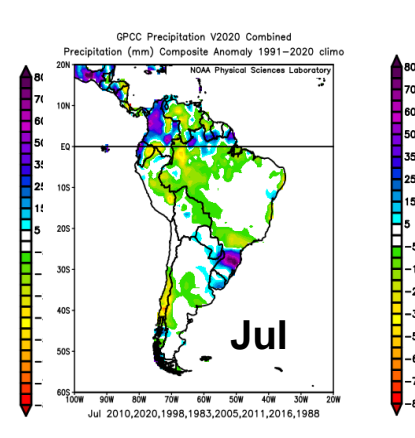 GPCC Precipitation V2020 Combined
Precipitation (mm) Composite Anomaly 1991−2020 climo
NOAA Physical Sciences Laboratory
20N
10N
EQ
10S
20S
30S
40S
50S
60S
100W 90W 80W 70W 60W 50W 40W 30W 20W
Jul
Jul 2010,2020,1998,1983,2005,2011,2016,1988
80
70
60
50
35
25
15
5
80
70
60
50
35
25
15
5